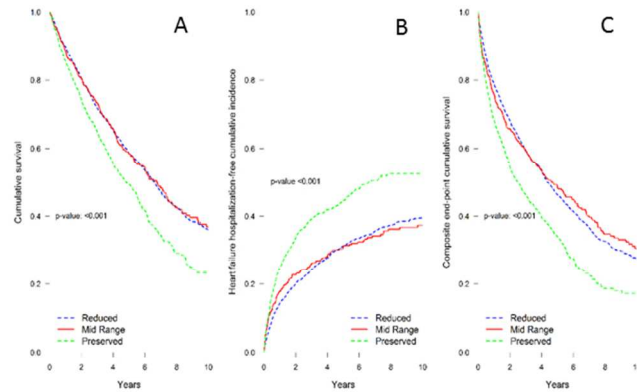 A
1.0
0.8
0.6
0.4
0.2
0.0
Cumulative survival
p-value: <0.001
Reduced
Mid Range
Preserved
0 2 4 6 8 10
Years
B
1.0
0.8
0.6
0.4
0.2
0.0
Heart failure hospitalization-free cumulative incidence
p-value <0.001
Reduced
Mid Range
Preserved
0 2 4 6 8 10
Years
C
1.0
0.8
0.6
0.4
0.2
0.0
Composite end-point cumulative survival
p-value: <0.001
Reduced
Mid Range
Preserved
0 2 4 6 8 1
Years